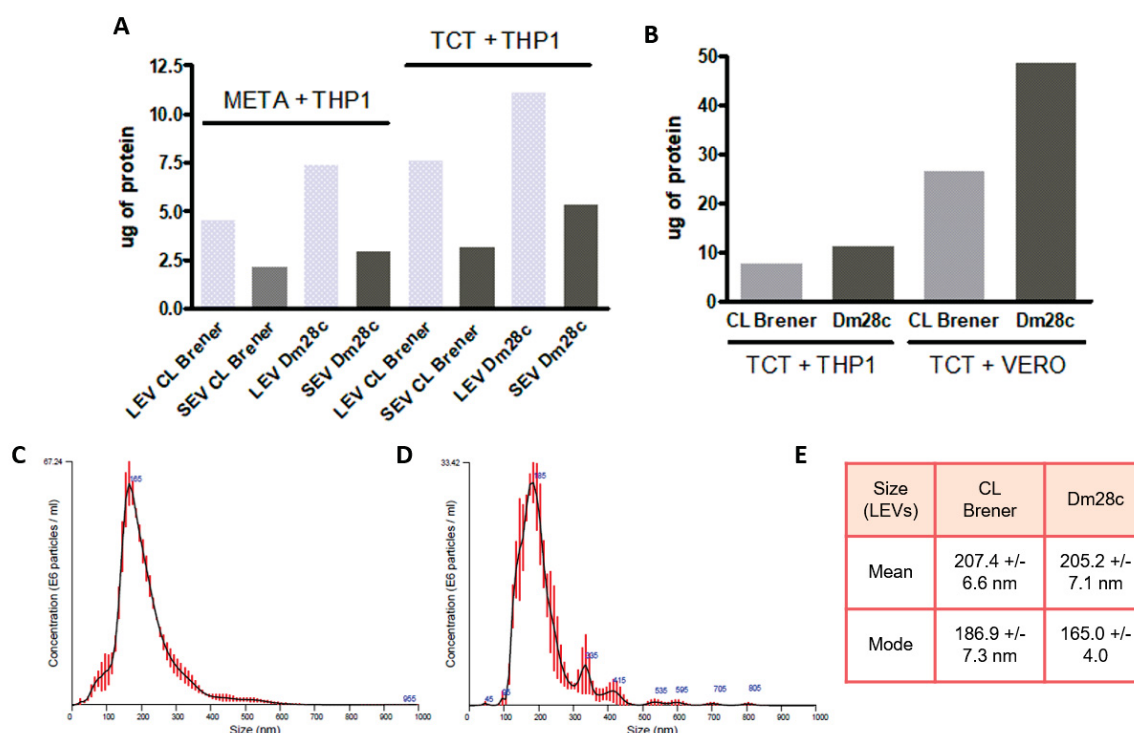 A
TCT + THP1
META + THP1
ug of protein
12.5
10.0
7.5
5.0
2.5
0.0
LEV CL Brener
SEV CL Brener
LEV Dm28c
SEV Dm28c
LEV CL Brener
SEV CL Brener
LEV Dm28c
SEV Dm28c
B
ug of protein
50
40
30
20
10
0
CL Brener Dm28c CL Brener Dm28c
TCT + THP1 TCT + VERO
C
67.24
Concentration (E6 particles / ml)
165
955
0 100 200 300 400 500 600 700 800 900 1000
Size (nm)
D
33.42
Concentration (E6 particles / ml)
185
335
415
45
535 595 705 805
0 100 200 300 400 500 600 700 800 900 1000
Size (nm)
E
Size
(LEVs)
CL
Brener
Dm28c
Mean
207.4 +/-
6.6 nm
205.2 +/-
7.1 nm
Mode
186.9 +/-
7.3 nm
165.0 +/-
4.0